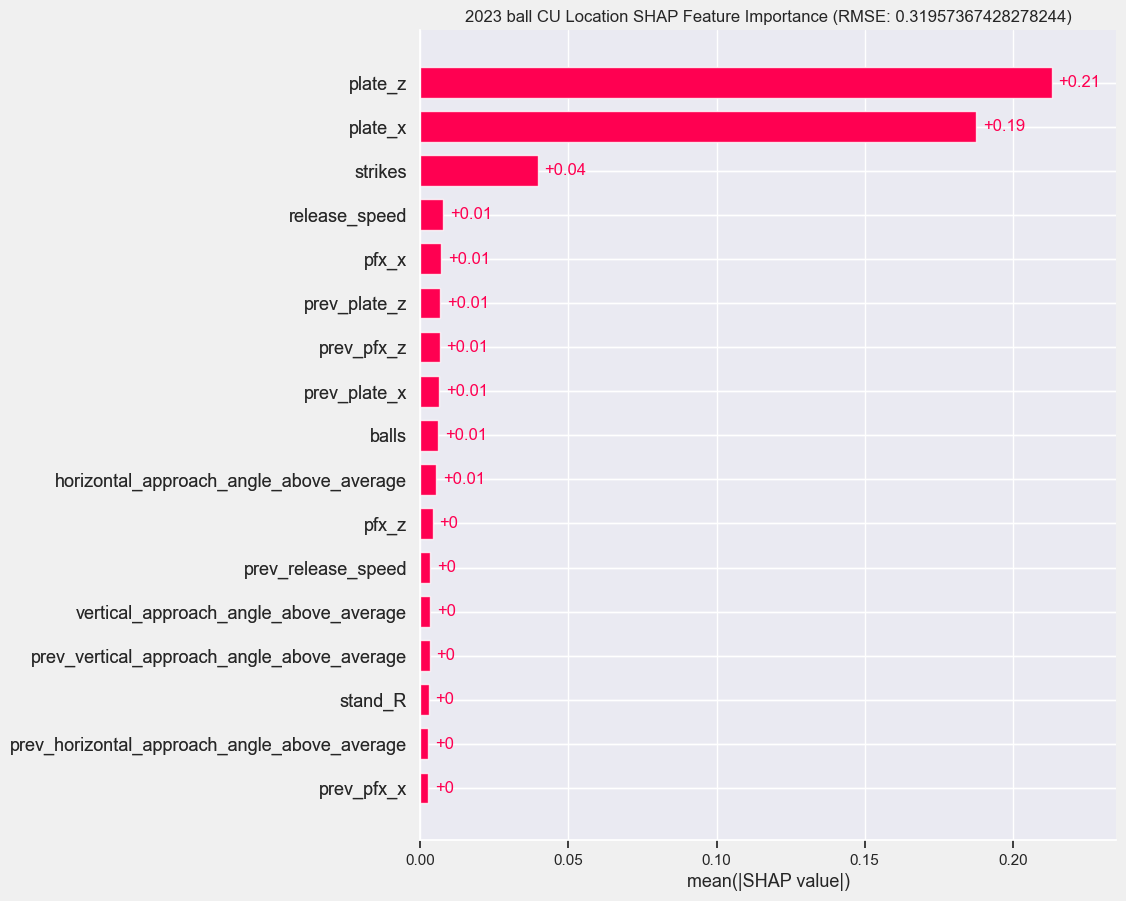 2023 ball CU Location SHAP Feature Importance (RMSE: 0.31957367428278244)
plate_z +0.21
plate_x +0.19
strikes +0.04
release_speed +0.01
pfx_x +0.01
prev_plate_z +0.01
prev_pfx_z +0.01
prev_plate_x +0.01
balls +0.01
horizontal_approach_angle_above_average +0.01
pfx_z +0
prev_release_speed +0
vertical_approach_angle_above_average +0
prev_vertical_approach_angle_above_average +0
stand_R +0
prev_horizontal_approach_angle_above_average +0
prev_pfx_x +0
0.00 0.05 0.10 0.15 0.20
mean(|SHAP value|)